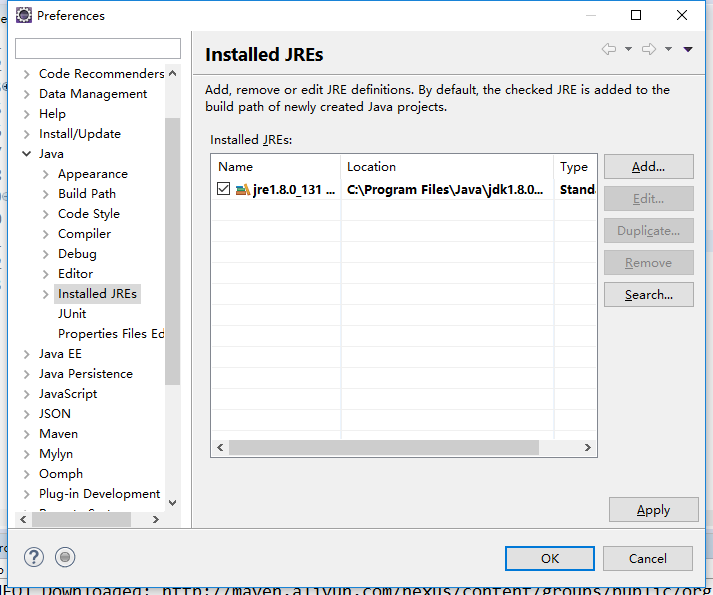 Preferences
Installed JREs
Add, remove or edit JRE definitions. By default, the checked JRE is added to the
build path of newly created Java projects.
Installed JREs:
Name Location Type
jre1.8.0_131 ... C:\Program Files\Java\jdk1.8.0... Standa
Add...
Edit...
Duplicate...
Remove
Search...
Code Recommenders
Data Management
Help
Install/Update
Java
Appearance
Build Path
Code Style
Compiler
Debug
Editor
Installed JREs
JUnit
Properties Files Ed
Java EE
Java Persistence
JavaScript
JSON
Maven
Mylyn
Oomph
Plug-in Development
Apply
OK Cancel
Downloaded: http://maven.aliyun.com/nexus/content/groups/public/org